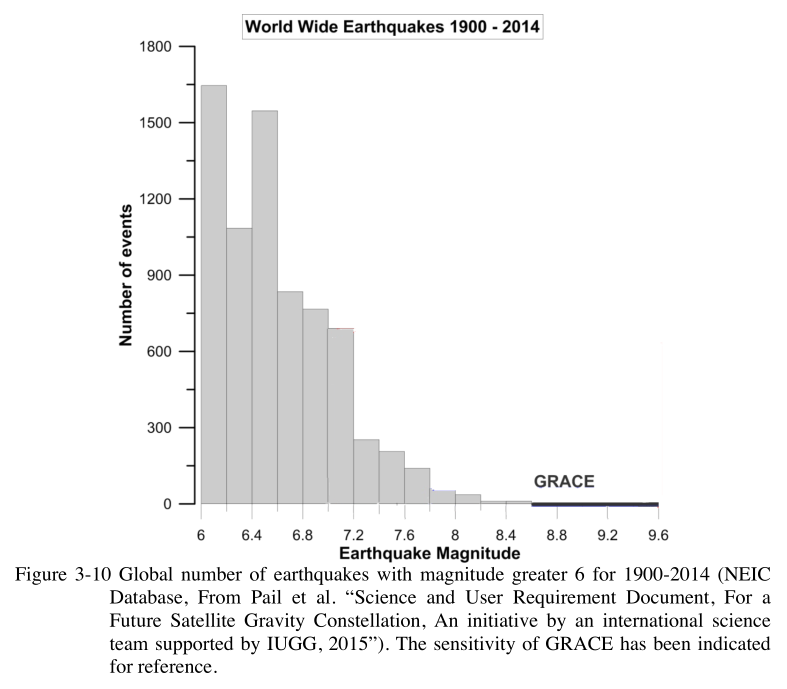 World Wide Earthquakes 1900 - 2014
1800
1500
1200
900
600
300
0
Number of events
GRACE
6 6.4 6.8 7.2 7.6 8 8.4 8.8 9.2 9.6
Earthquake Magnitude
Figure 3-10 Global number of earthquakes with magnitude greater 6 for 1900-2014 (NEIC
Database, From Pail et al. “Science and User Requirement Document, For a
Future Satellite Gravity Constellation, An initiative by an international science
team supported by IUGG, 2015”). The sensitivity of GRACE has been indicated
for reference.